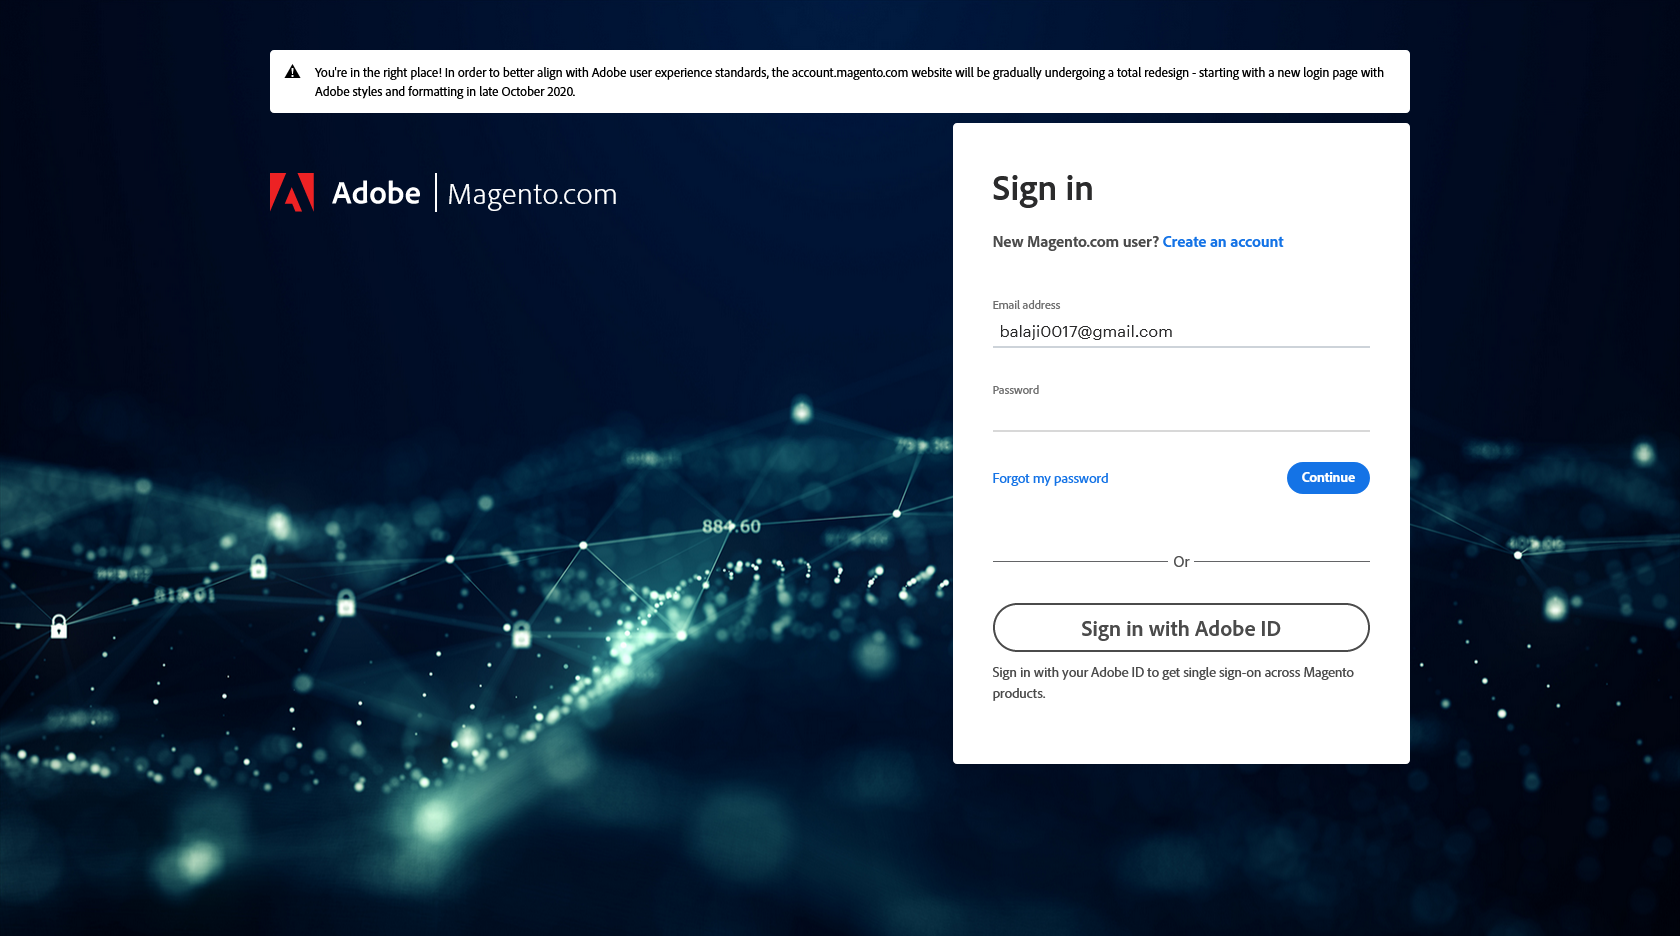 You're in the right place! In order to better align with Adobe user experience standards, the account.magento.com website will be gradually undergoing a total redesign - starting with a new login page with
Adobe styles and formatting in late October 2020.
Adobe | Magento.com
Sign in
New Magento.com user? Create an account
Email address
balaji0017@gmail.com
Password
Forgot my password
Continue
Or
Sign in with Adobe ID
Sign in with your Adobe ID to get single sign-on across Magento
products.
884.60